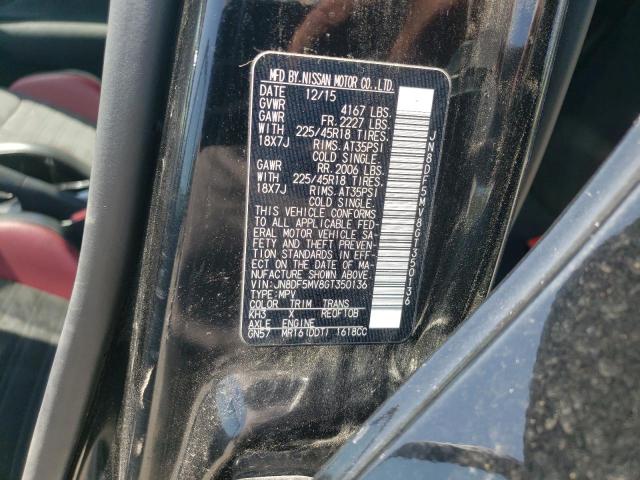 MFD BY NISSAN MOTOR CO.,LTD.
DATE 12/15
GVWR 4167 LBS.
GAWR FR. 2227 LBS.
WITH 225/45R18 TIRES.
18X7J RIMS. AT35PSI
COLD SINGLE.
GAWR RR. 2006 LBS.
WITH 225/45R18 TIRES.
18X7J RIMS. AT35PSI
COLD SINGLE.
THIS VEHICLE CONFORMS
TO ALL APPLICABLE FED-
ERAL MOTOR VEHICLE SA-
FETY AND THEFT PREVEN-
TION STANDARDS IN EFF-
ECT ON THE DATE OF MA-
NUFACTURE SHOWN ABOVE.
VIN:JN8DF5MV8GT350136
TYPE:MPV
COLOR TRIM TRANS
KH3 X RE0F10B
AXLE ENGINE
GN57 MR16(DDT) 1618CC
JN8DF5MV8GT350136